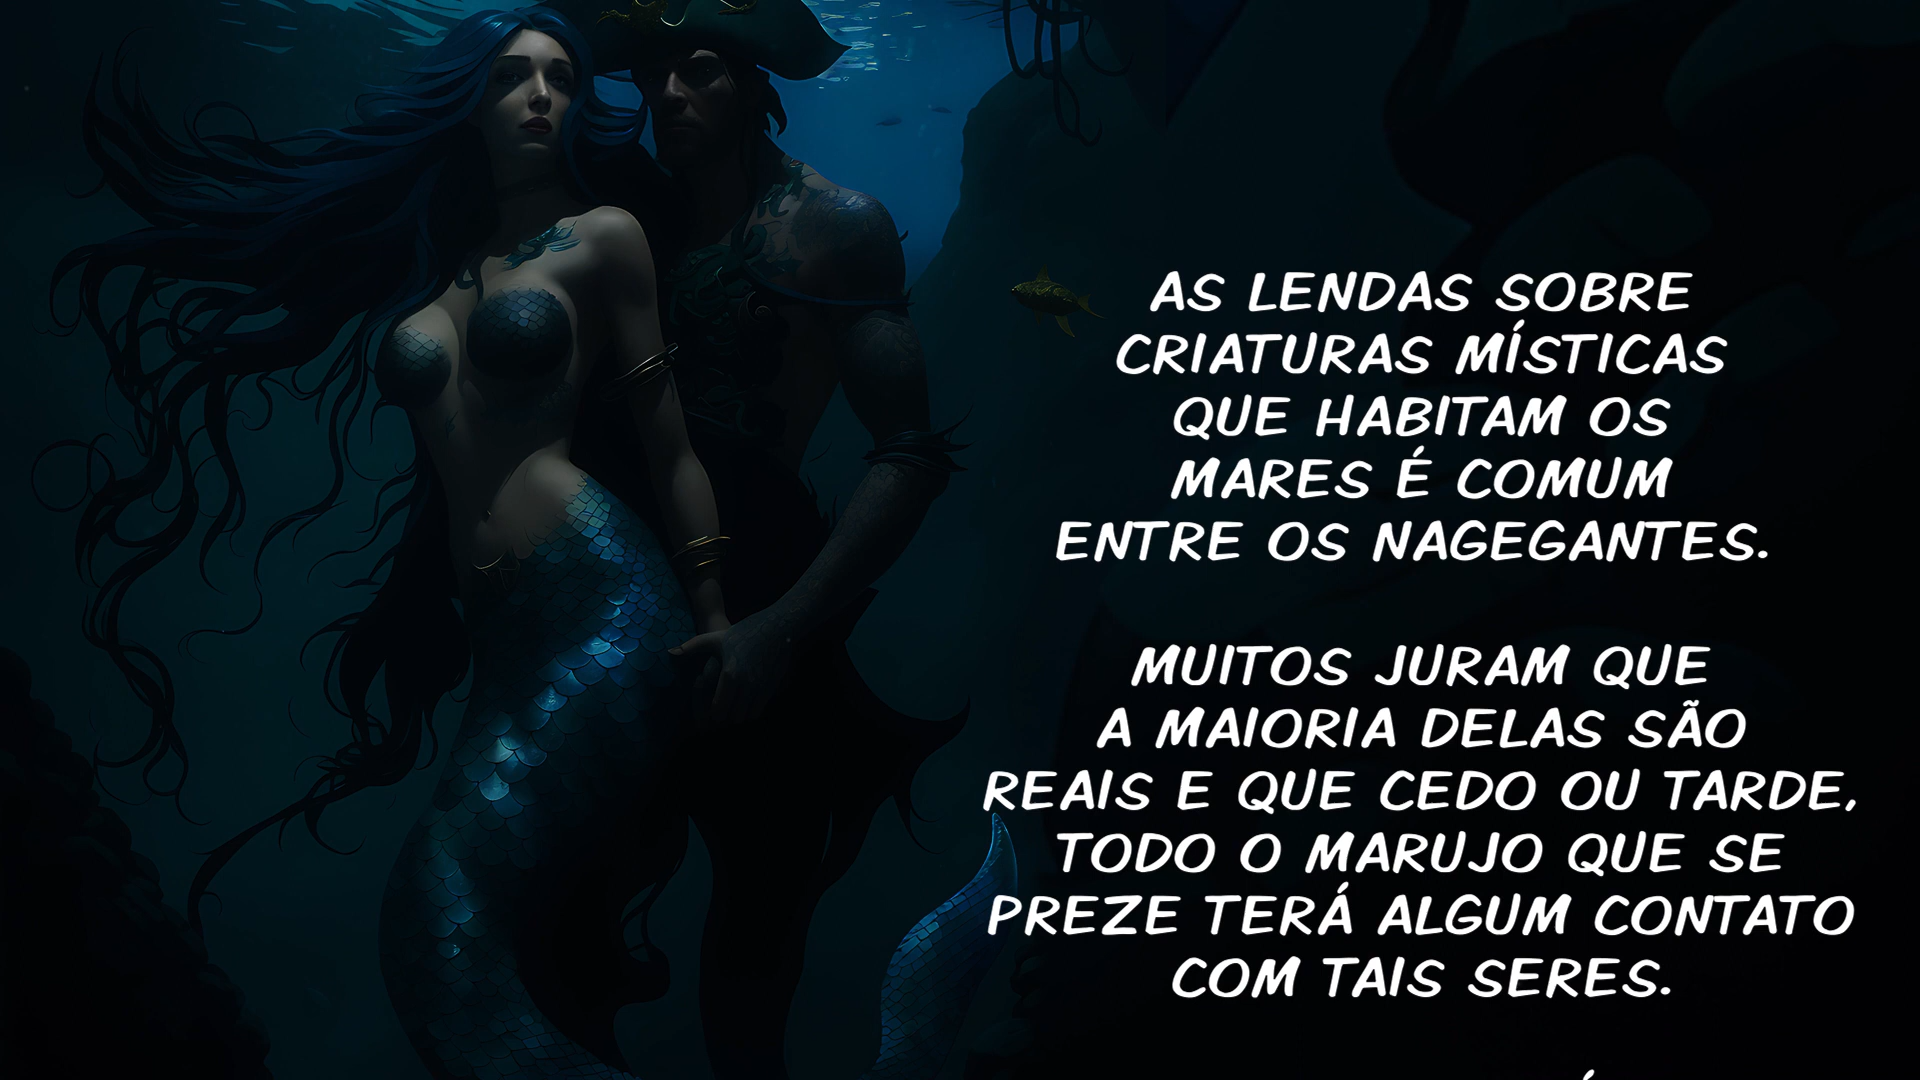 AS LENDAS SOBRE
CRIATURAS MÍSTICAS
QUE HABITAM OS
MARES É COMUM
ENTRE OS NAGEGANTES.
MUITOS JURAM QUE
A MAIORIA DELAS SÃO
REAIS E QUE CEDO OU TARDE,
TODO O MARUJO QUE SE
PREZE TERÁ ALGUM CONTATO
COM TAIS SERES.